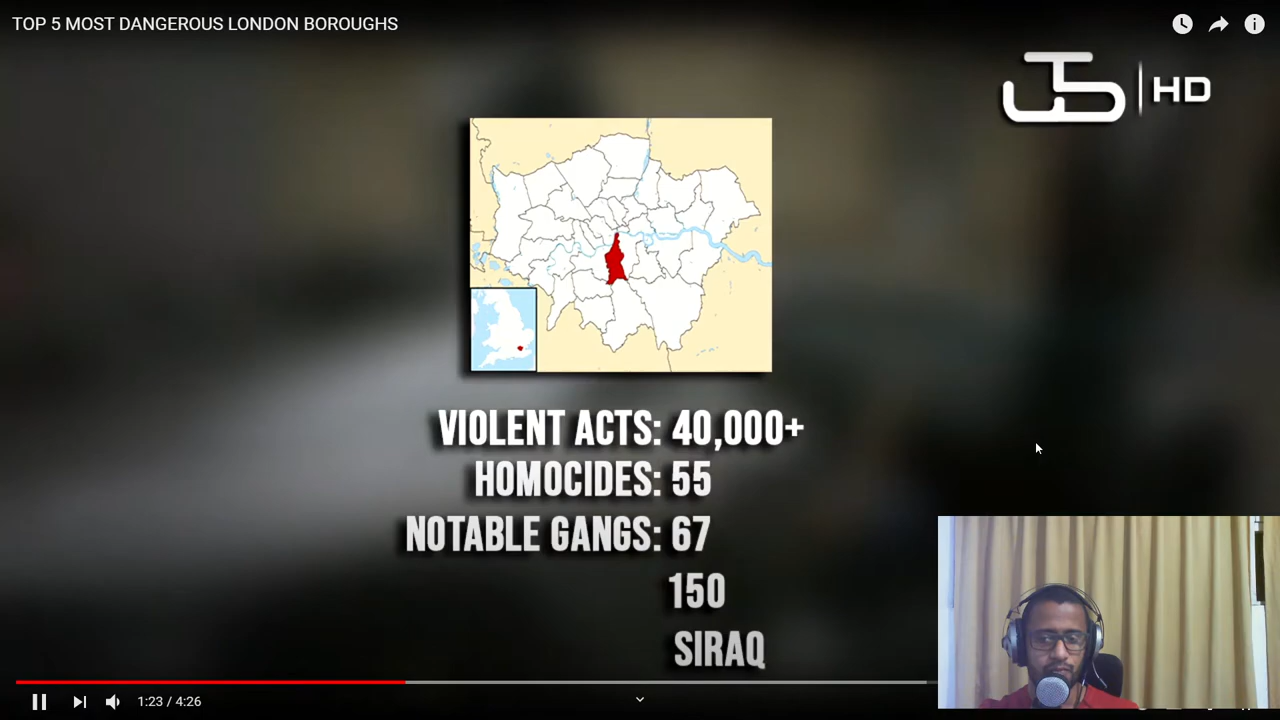 TOP 5 MOST DANGEROUS LONDON BOROUGHS
JS HD
VIOLENT ACTS: 40,000+
HOMOCIDES: 55
NOTABLE GANGS: 67
150
SIRAQ
1:23 / 4:26